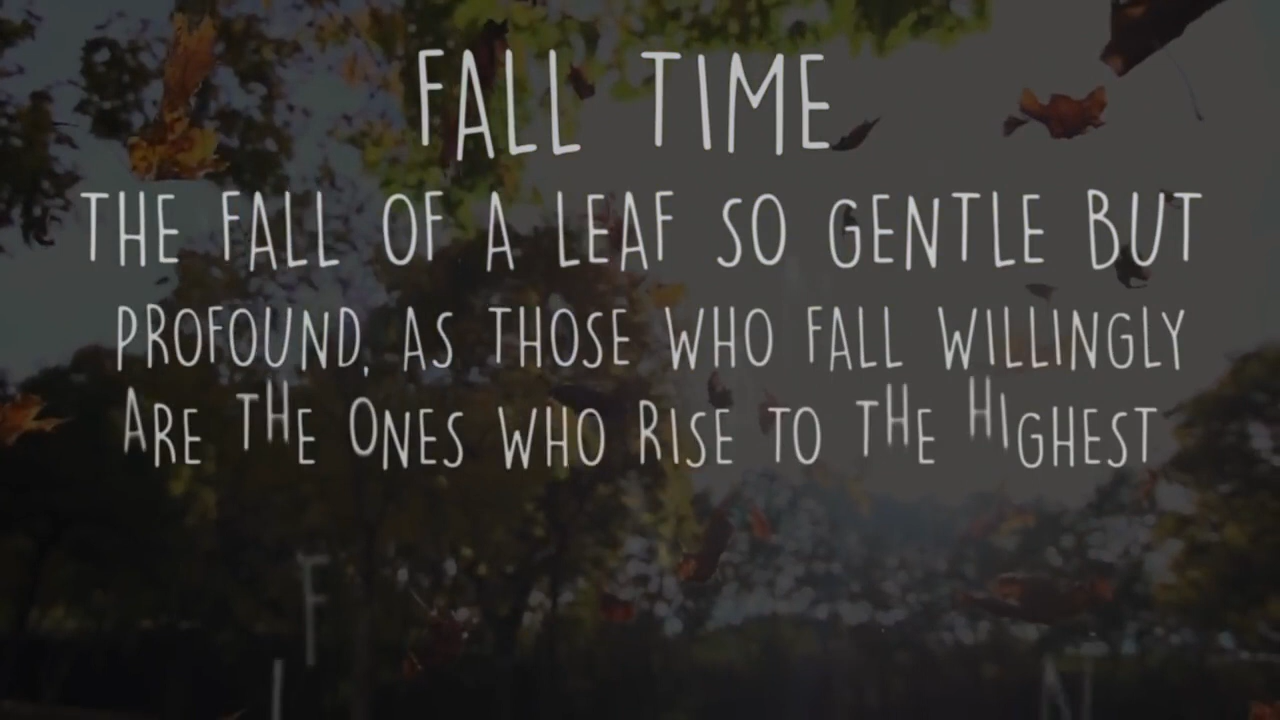 FALL TIME
THE FALL OF A LEAF SO GENTLE BUT
PROFOUND, AS THOSE WHO FALL WILLINGLY
ARE THE ONES WHO RISE TO THE HIGHEST